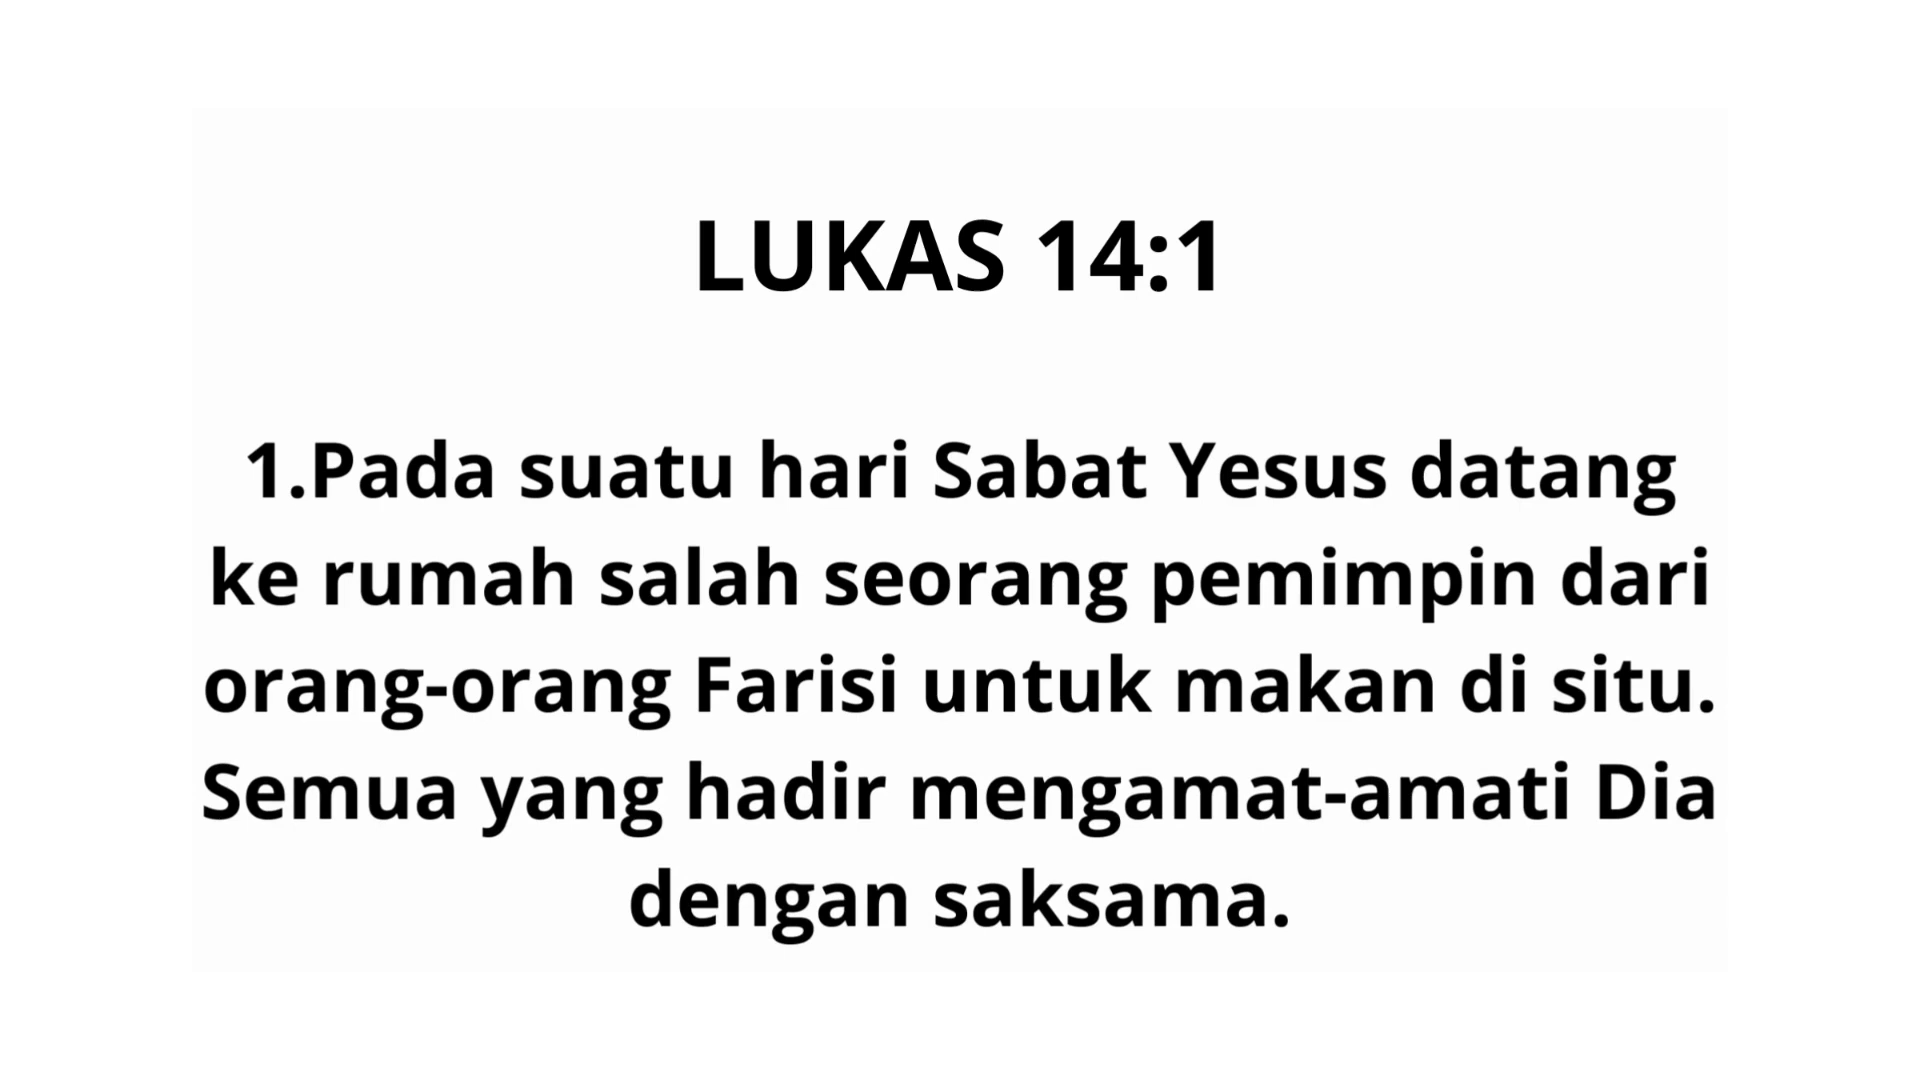 LUKAS 14:1
1.Pada suatu hari Sabat Yesus datang
ke rumah salah seorang pemimpin dari
orang-orang Farisi untuk makan di situ.
Semua yang hadir mengamat-amati Dia
dengan saksama.